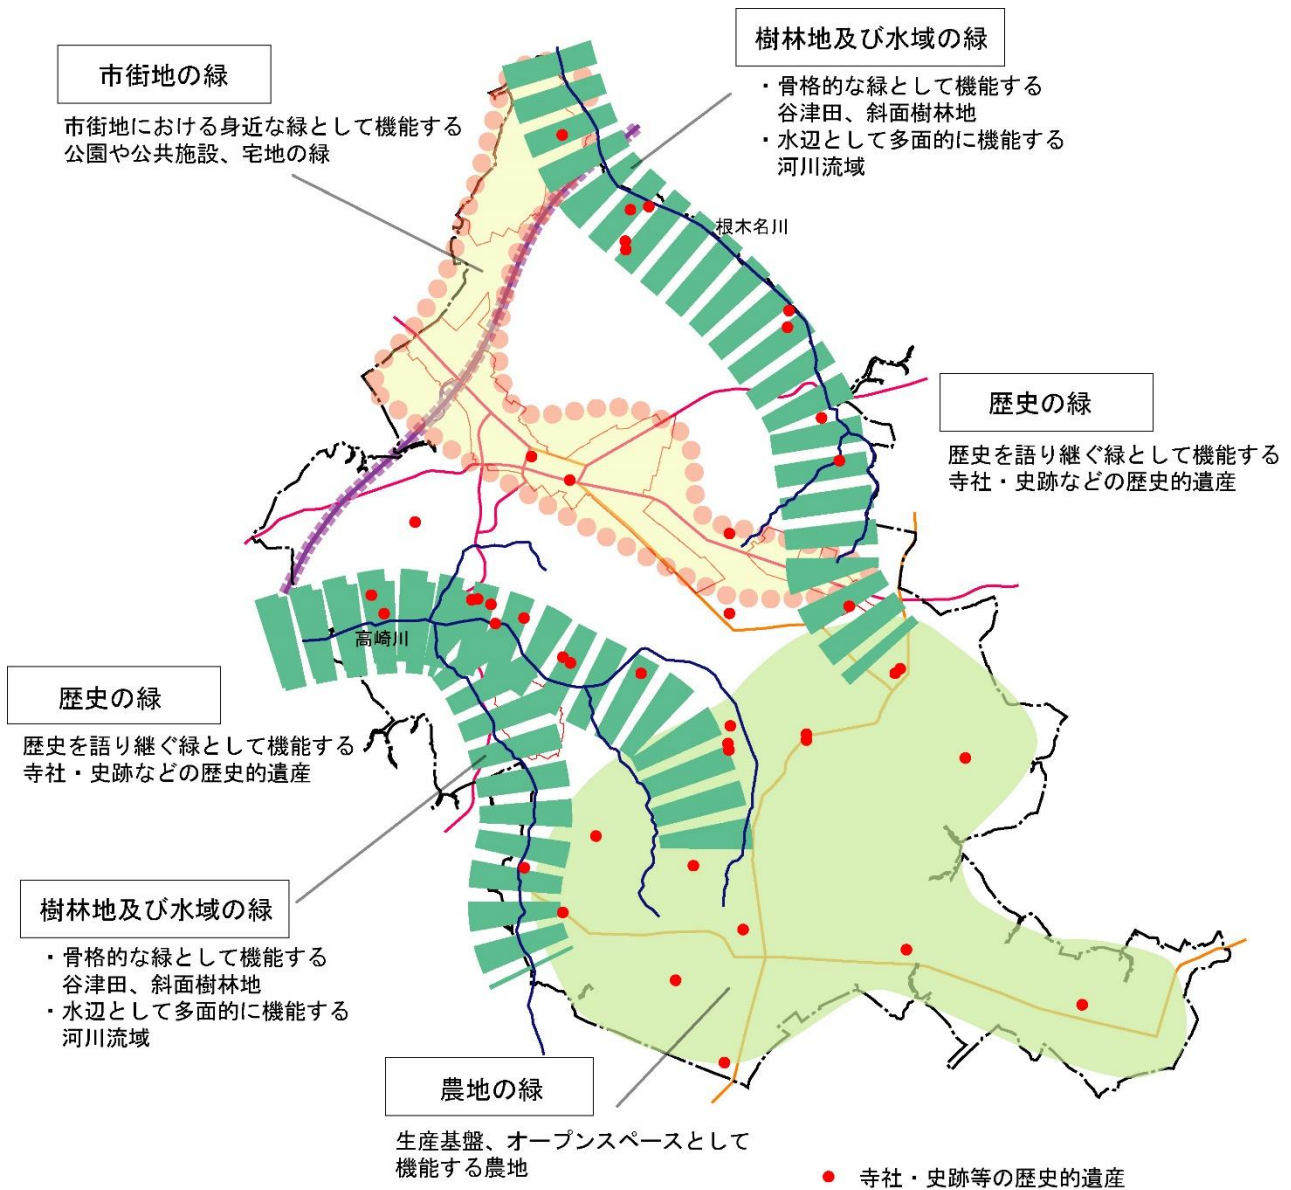 市街地の緑
市街地における身近な緑として機能する
公園や公共施設、宅地の緑
樹林地及び水域の緑
・骨格的な緑として機能する
谷津田、斜面樹林地
・水辺として多面的に機能する
河川流域
根木名川
歴史の緑
歴史を語り継ぐ緑として機能する
寺社・史跡などの歴史的遺産
高崎川
歴史の緑
歴史を語り継ぐ緑として機能する
寺社・史跡などの歴史的遺産
樹林地及び水域の緑
・骨格的な緑として機能する
谷津田、斜面樹林地
・水辺として多面的に機能する
河川流域
農地の緑
生産基盤、オープンスペースとして
機能する農地
寺社・史跡等の歴史的遺産